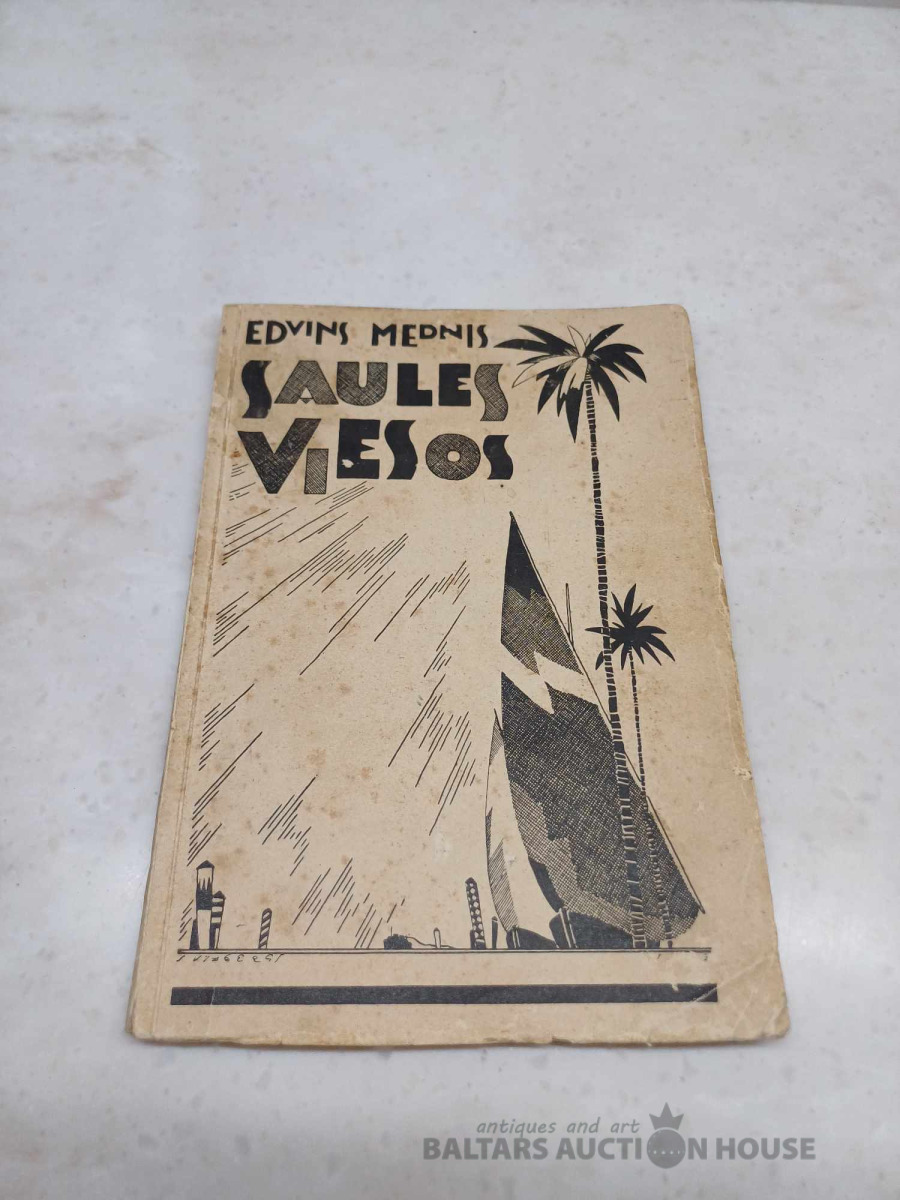 EDVINS MEDNIS
SAULES
VIESOS
antiques and art
BALTARS AUCTION HOUSE